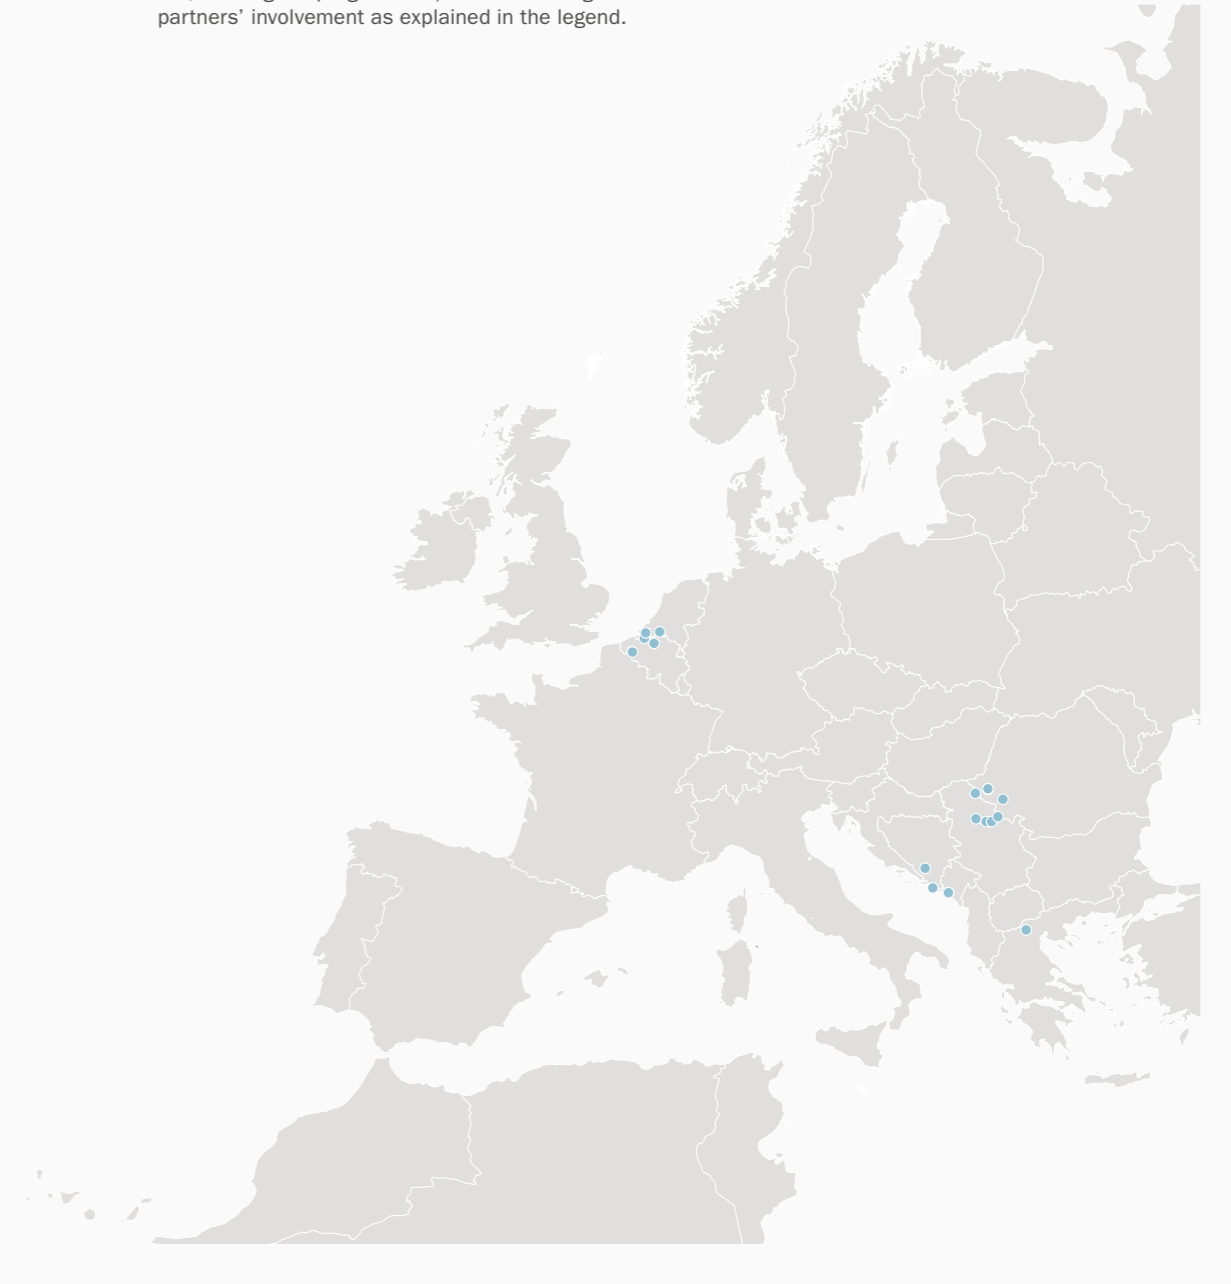 partners’ involvement as explained in the legend.